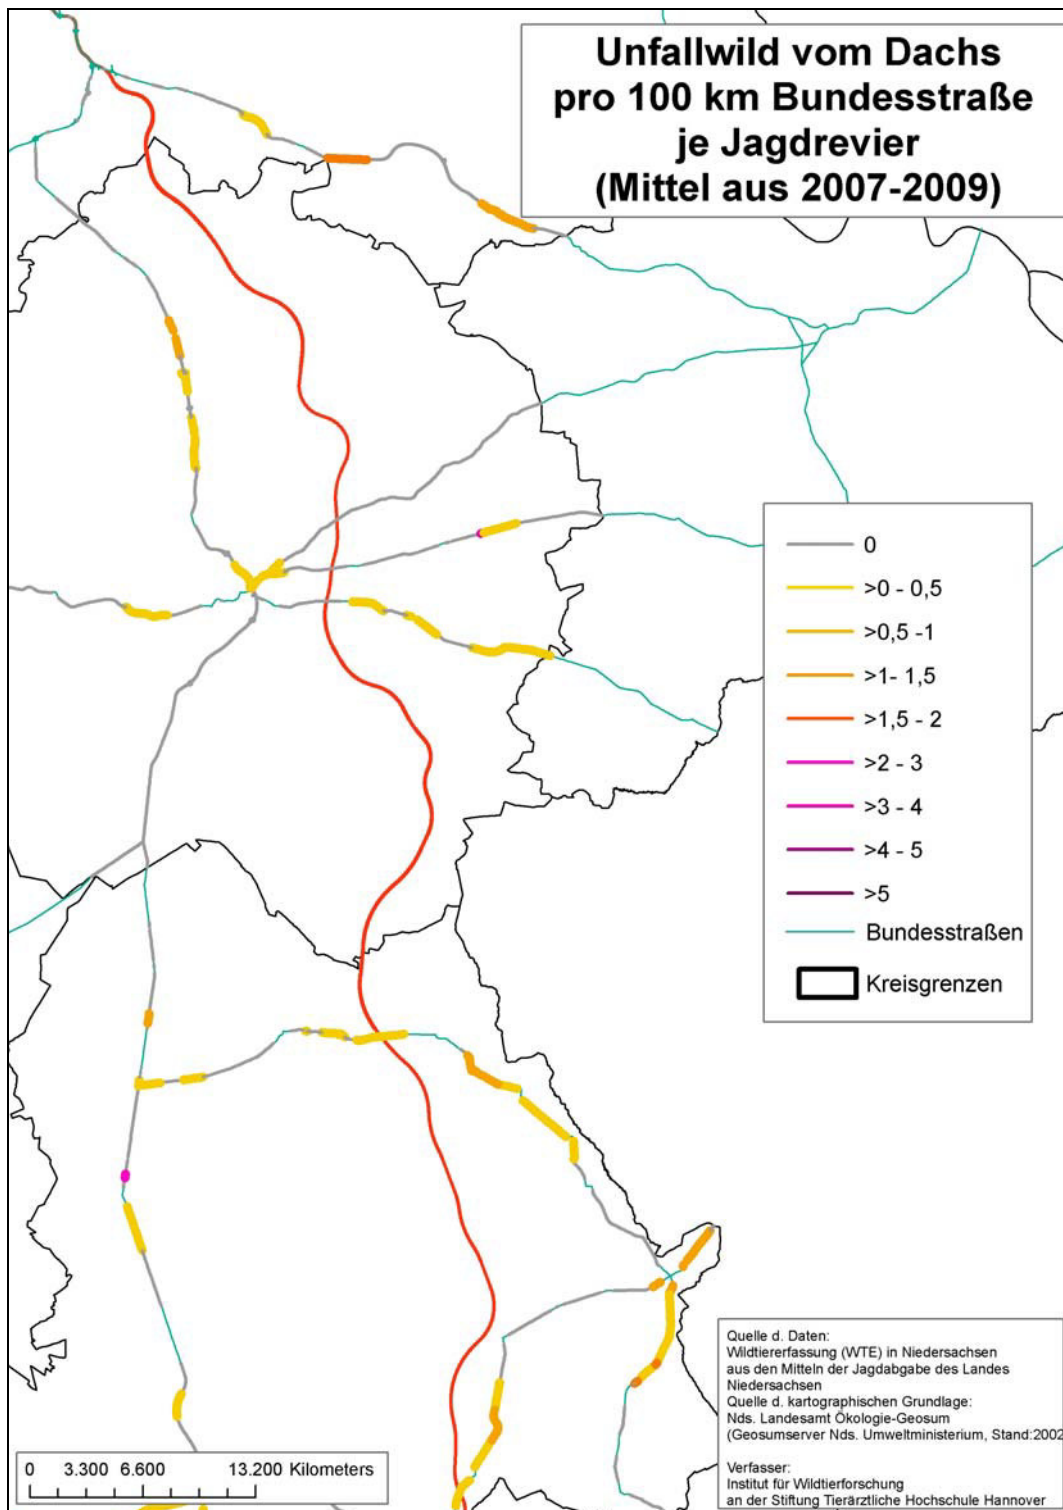 Unfallwild vom Dachs
pro 100 km Bundesstraße
je Jagdrevier
(Mittel aus 2007-2009)
0
>0 - 0,5
>0,5 -1
>1- 1,5
>1,5 - 2
>2 - 3
>3 - 4
>4 - 5
>5
Bundesstraßen
Kreisgrenzen
Quelle d. Daten:
Wildtiererfassung (WTE) in Niedersachsen
aus den Mitteln der Jagdabgabe des Landes
Niedersachsen
Quelle d. kartographischen Grundlage:
Nds. Landesamt Ökologie-Geosum
(Geosumserver Nds. Umweltministerium, Stand:2002
Verfasser:
Institut für Wildtierforschung
an der Stiftung Tierärztliche Hochschule Hannover
0 3.300 6.600 13.200 Kilometers